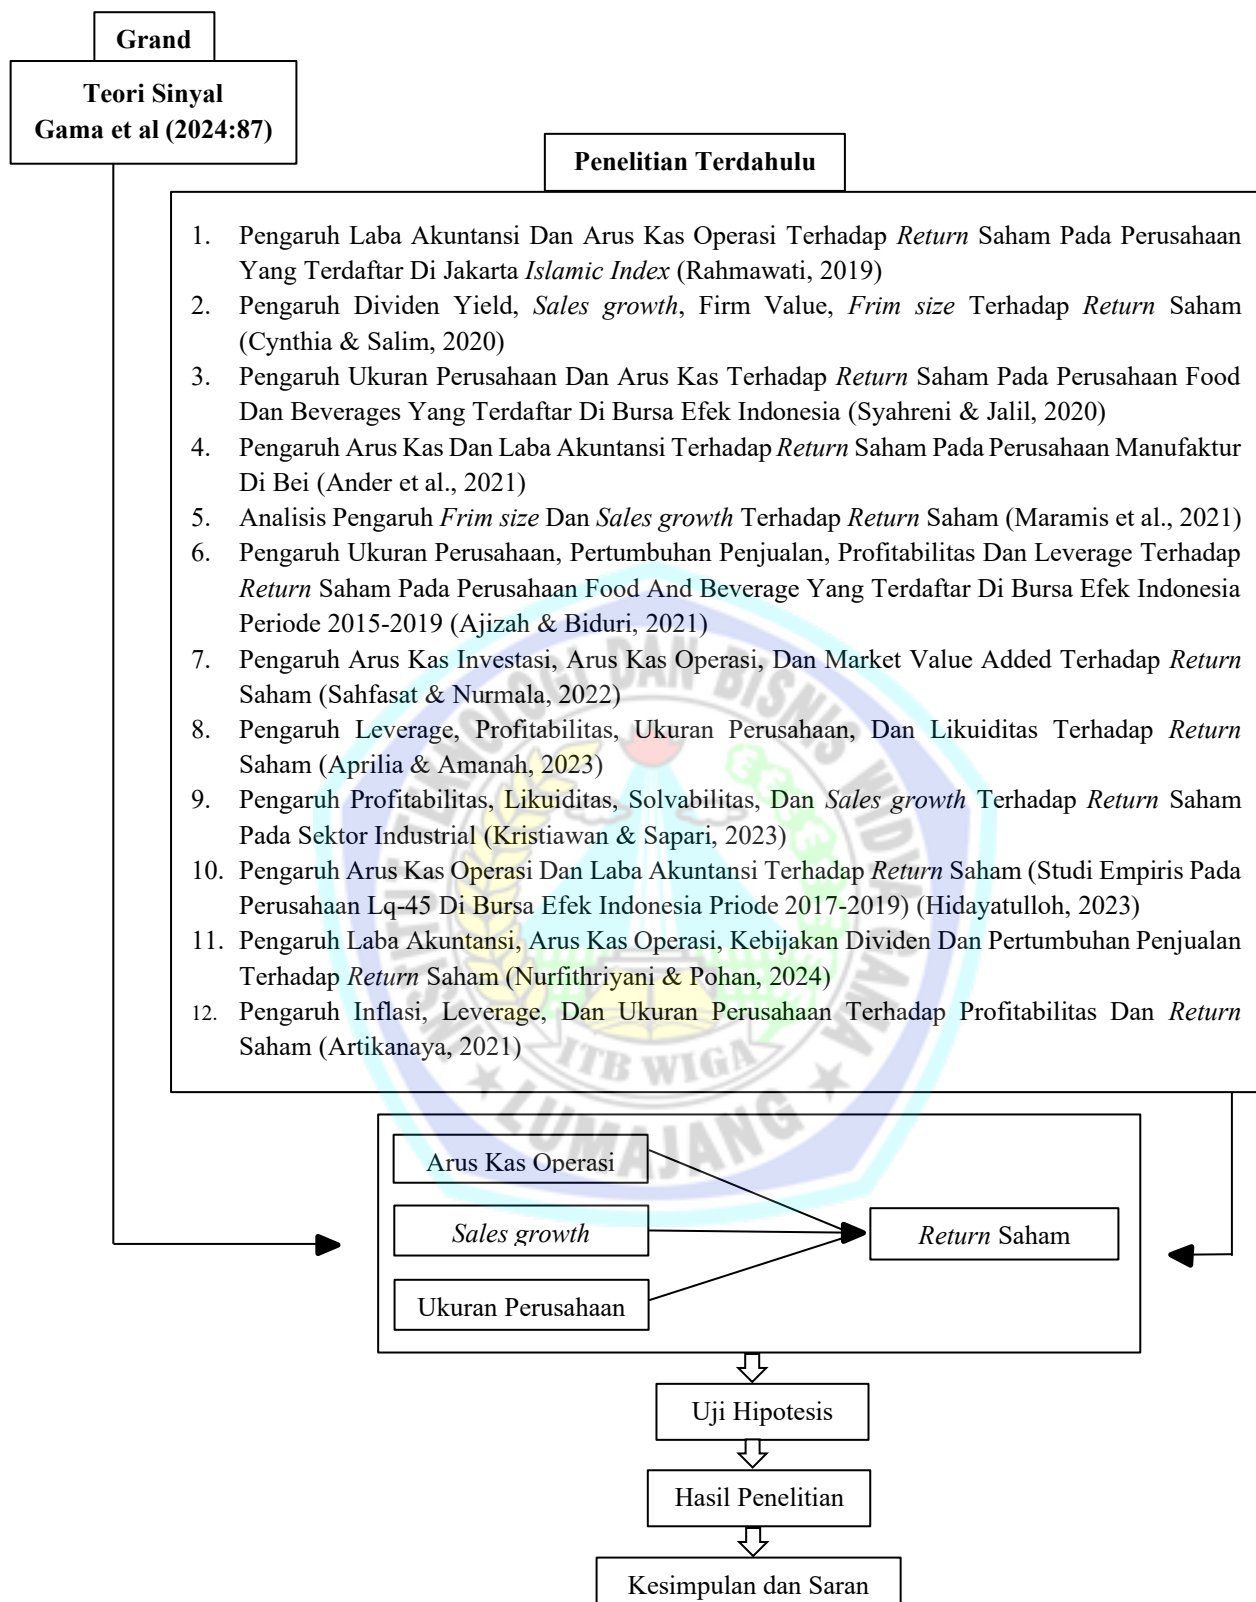 Grand
Teori Sinyal
Gama et al (2024:87)
Penelitian Terdahulu
1. Pengaruh Laba Akuntansi Dan Arus Kas Operasi Terhadap Return Saham Pada Perusahaan
Yang Terdaftar Di Jakarta Islamic Index (Rahmawati, 2019)
2. Pengaruh Dividen Yield, Sales growth, Firm Value, Frim size Terhadap Return Saham
(Cynthia & Salim, 2020)
3. Pengaruh Ukuran Perusahaan Dan Arus Kas Terhadap Return Saham Pada Perusahaan Food
Dan Beverages Yang Terdaftar Di Bursa Efek Indonesia (Syahreni & Jalil, 2020)
4. Pengaruh Arus Kas Dan Laba Akuntansi Terhadap Return Saham Pada Perusahaan Manufaktur
Di Bei (Ander et al., 2021)
5. Analisis Pengaruh Frim size Dan Sales growth Terhadap Return Saham (Maramis et al., 2021)
6. Pengaruh Ukuran Perusahaan, Pertumbuhan Penjualan, Profitabilitas Dan Leverage Terhadap
Return Saham Pada Perusahaan Food And Beverage Yang Terdaftar Di Bursa Efek Indonesia
Periode 2015-2019 (Ajizah & Biduri, 2021)
7. Pengaruh Arus Kas Investasi, Arus Kas Operasi, Dan Market Value Added Terhadap Return
Saham (Sahfasat & Nurmala, 2022)
8. Pengaruh Leverage, Profitabilitas, Ukuran Perusahaan, Dan Likuiditas Terhadap Return
Saham (Aprilia & Amanah, 2023)
9. Pengaruh Profitabilitas, Likuiditas, Solvabilitas, Dan Sales growth Terhadap Return Saham
Pada Sektor Industrial (Kristiawan & Sapari, 2023)
10. Pengaruh Arus Kas Operasi Dan Laba Akuntansi Terhadap Return Saham (Studi Empiris Pada
Perusahaan Lq-45 Di Bursa Efek Indonesia Priode 2017-2019) (Hidayatulloh, 2023)
11. Pengaruh Laba Akuntansi, Arus Kas Operasi, Kebijakan Dividen Dan Pertumbuhan Penjualan
Terhadap Return Saham (Nurfithriyani & Pohan, 2024)
12. Pengaruh Inflasi, Leverage, Dan Ukuran Perusahaan Terhadap Profitabilitas Dan Return
Saham (Artikanaya, 2021)
INSTITUT TEKNOLOGI DAN BISNIS WIDYA GAMA
ITB WIGA
LUMAJANG
Arus Kas Operasi
Sales growth
Return Saham
Ukuran Perusahaan
Uji Hipotesis
Hasil Penelitian
Kesimpulan dan Saran